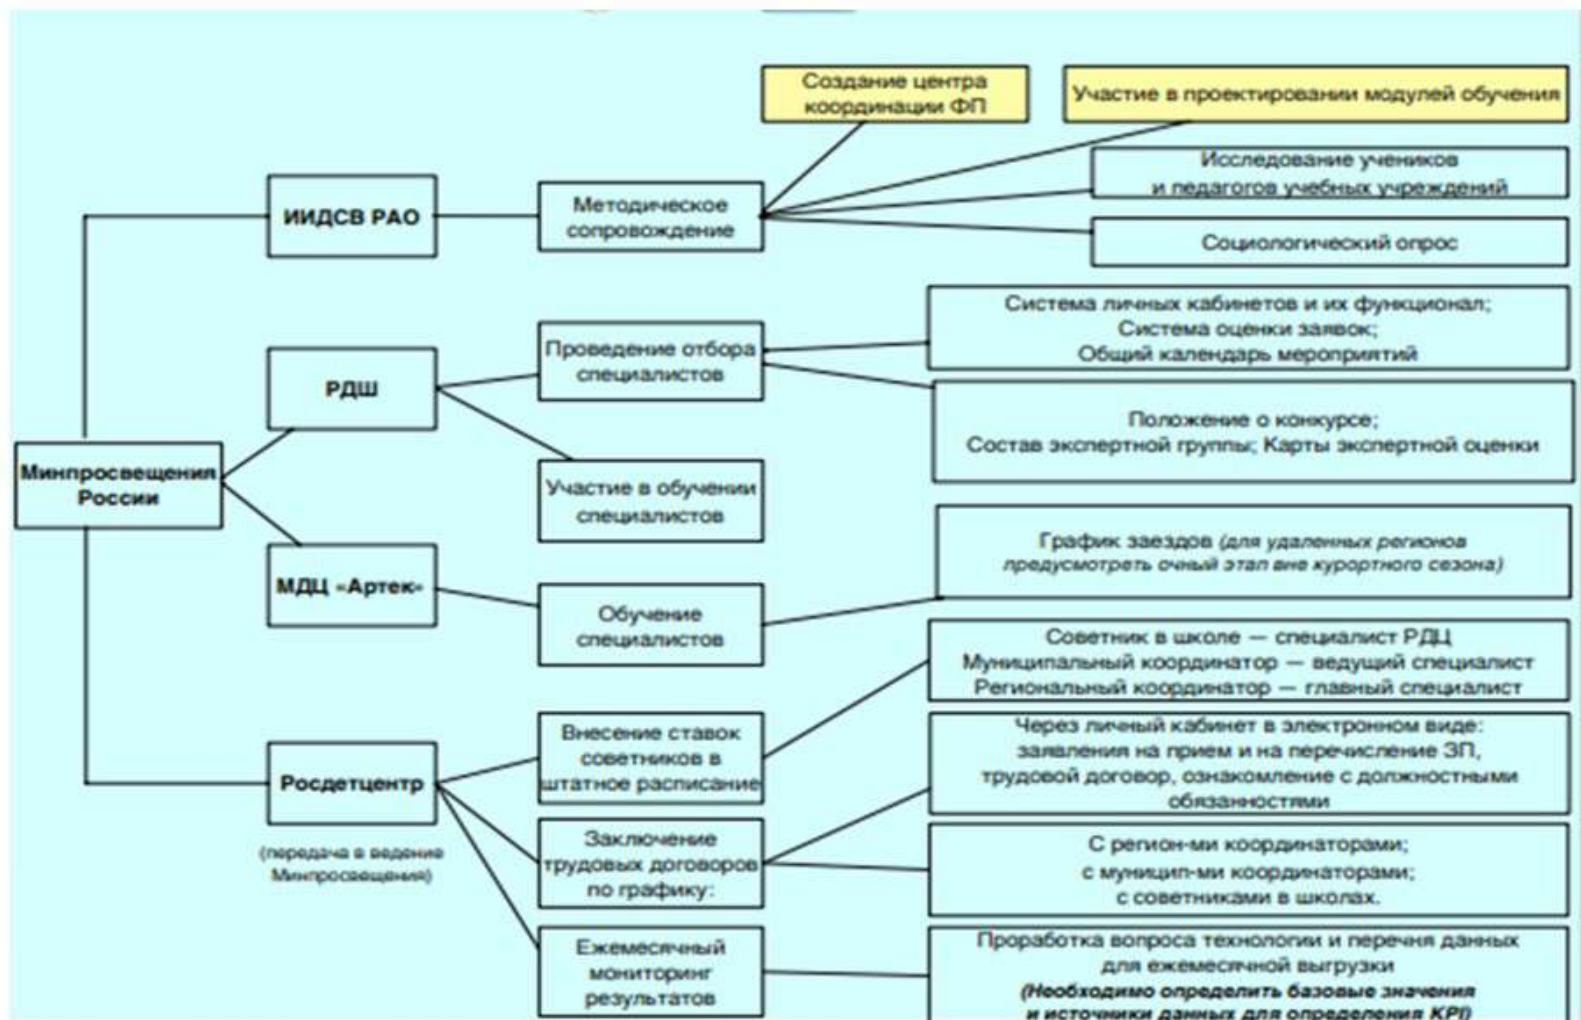 Создание центра
координации ФП
Участие в проектировании модулей обучения
Исследование учеников
и педагогов учебных учреждений
ИИДСВ РАО
Методическое
сопровождение
Социологический опрос
Система личных кабинетов и их функционал;
Система оценки заявок;
Общий календарь мероприятий
Проведение отбора
специалистов
РДШ
Положение о конкурсе;
Состав экспертной группы; Карты экспертной оценки
Минпросвещения
России
Участие в обучении
специалистов
График заездов (для удаленных регионов
предусмотреть очный этап вне курортного сезона)
МДЦ «Артек»
Обучение
специалистов
Советник в школе — специалист РДЦ
Муниципальный координатор — ведущий специалист
Региональный координатор — главный специалист
Внесение ставок
советников в
штатное расписание
Через личный кабинет в электронном виде:
заявления на прием и на перечисление ЗП,
трудовой договор, ознакомление с должностными
обязанностями
Росдетцентр
(передача в ведение
Минпросвещения)
Заключение
трудовых договоров
по графику:
С регион-ми координаторами;
с муницип-ми координаторами;
с советниками в школах.
Ежемесячный
мониторинг
результатов
Проработка вопроса технологии и перечня данных
для ежемесячной выгрузки
(Необходимо определить базовые значения
и источники данных для определения KPI)